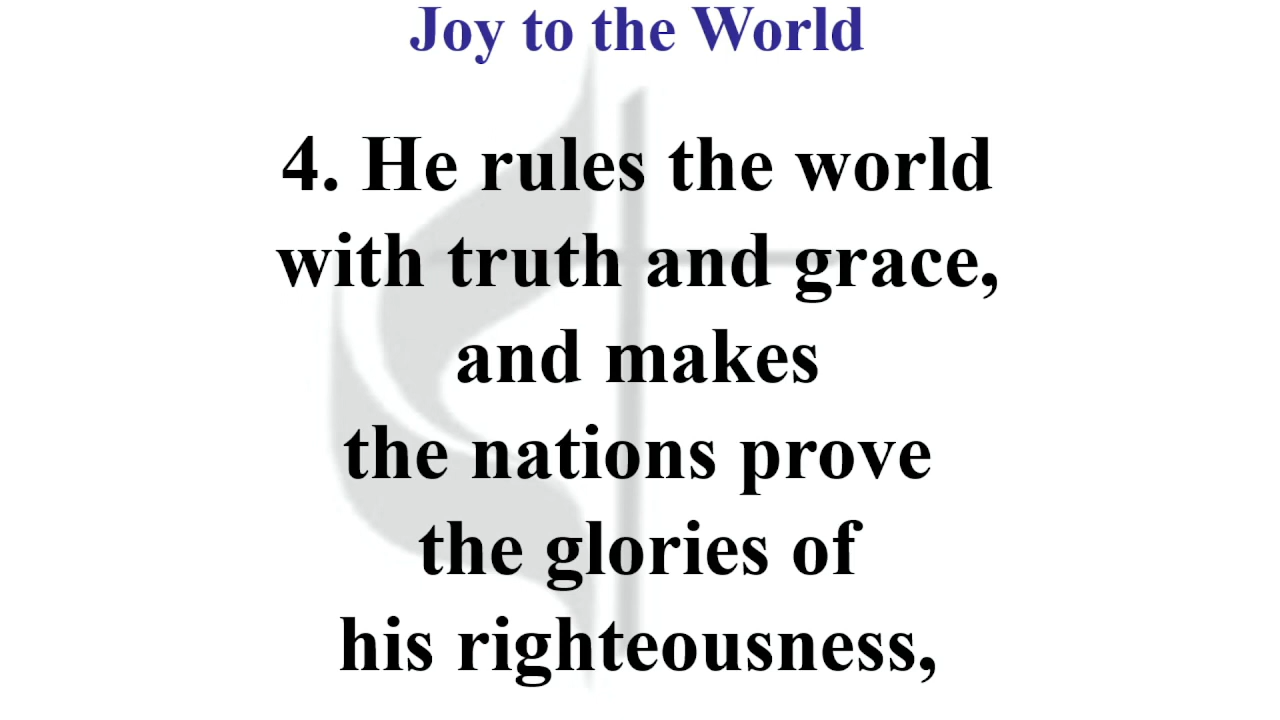 Joy to the World
4. He rules the world
with truth and grace,
and makes
the nations prove
the glories of
his righteousness,